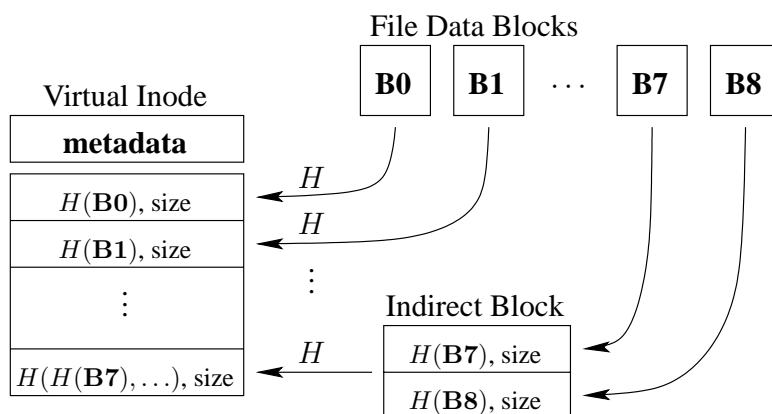 File Data Blocks
B0 B1 ... B7 B8
Virtual Inode
metadata
H
H(B0), size
H
H(B1), size
⋮
⋮
Indirect Block
H(B7), size
H
H(H(B7),...), size
H(B8), size